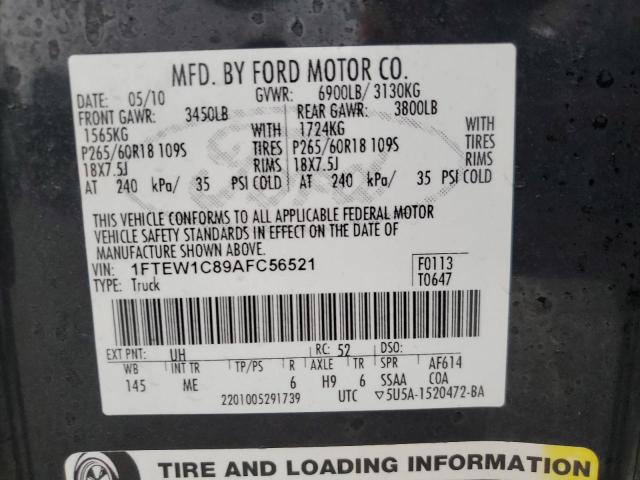 MFD. BY FORD MOTOR CO.
DATE: 05/10 GVWR: 6900LB/ 3130KG
FRONT GAWR: 3450LB REAR GAWR: 3800LB
1565KG WITH 1724KG WITH
P265/60R18 109S TIRES P265/60R18 109S TIRES
18X7.5J RIMS 18X7.5J RIMS
AT 240 kPa/ 35 PSI COLD AT 240 kPa/ 35 PSI COLD
THIS VEHICLE CONFORMS TO ALL APPLICABLE FEDERAL MOTOR
VEHICLE SAFETY STANDARDS IN EFFECT ON THE DATE OF
MANUFACTURE SHOWN ABOVE.
VIN: 1FTEW1C89AFC56521 F0113
TYPE: Truck T0647
EXT PNT: UH RC: 52 DSO:
WB INT TR TP/PS R AXLE TR SPR AF614
145 ME 6 H9 6 SSAA COA
2201005291739 UTC ▽5U5A-1520472-BA
TIRE AND LOADING INFORMATION